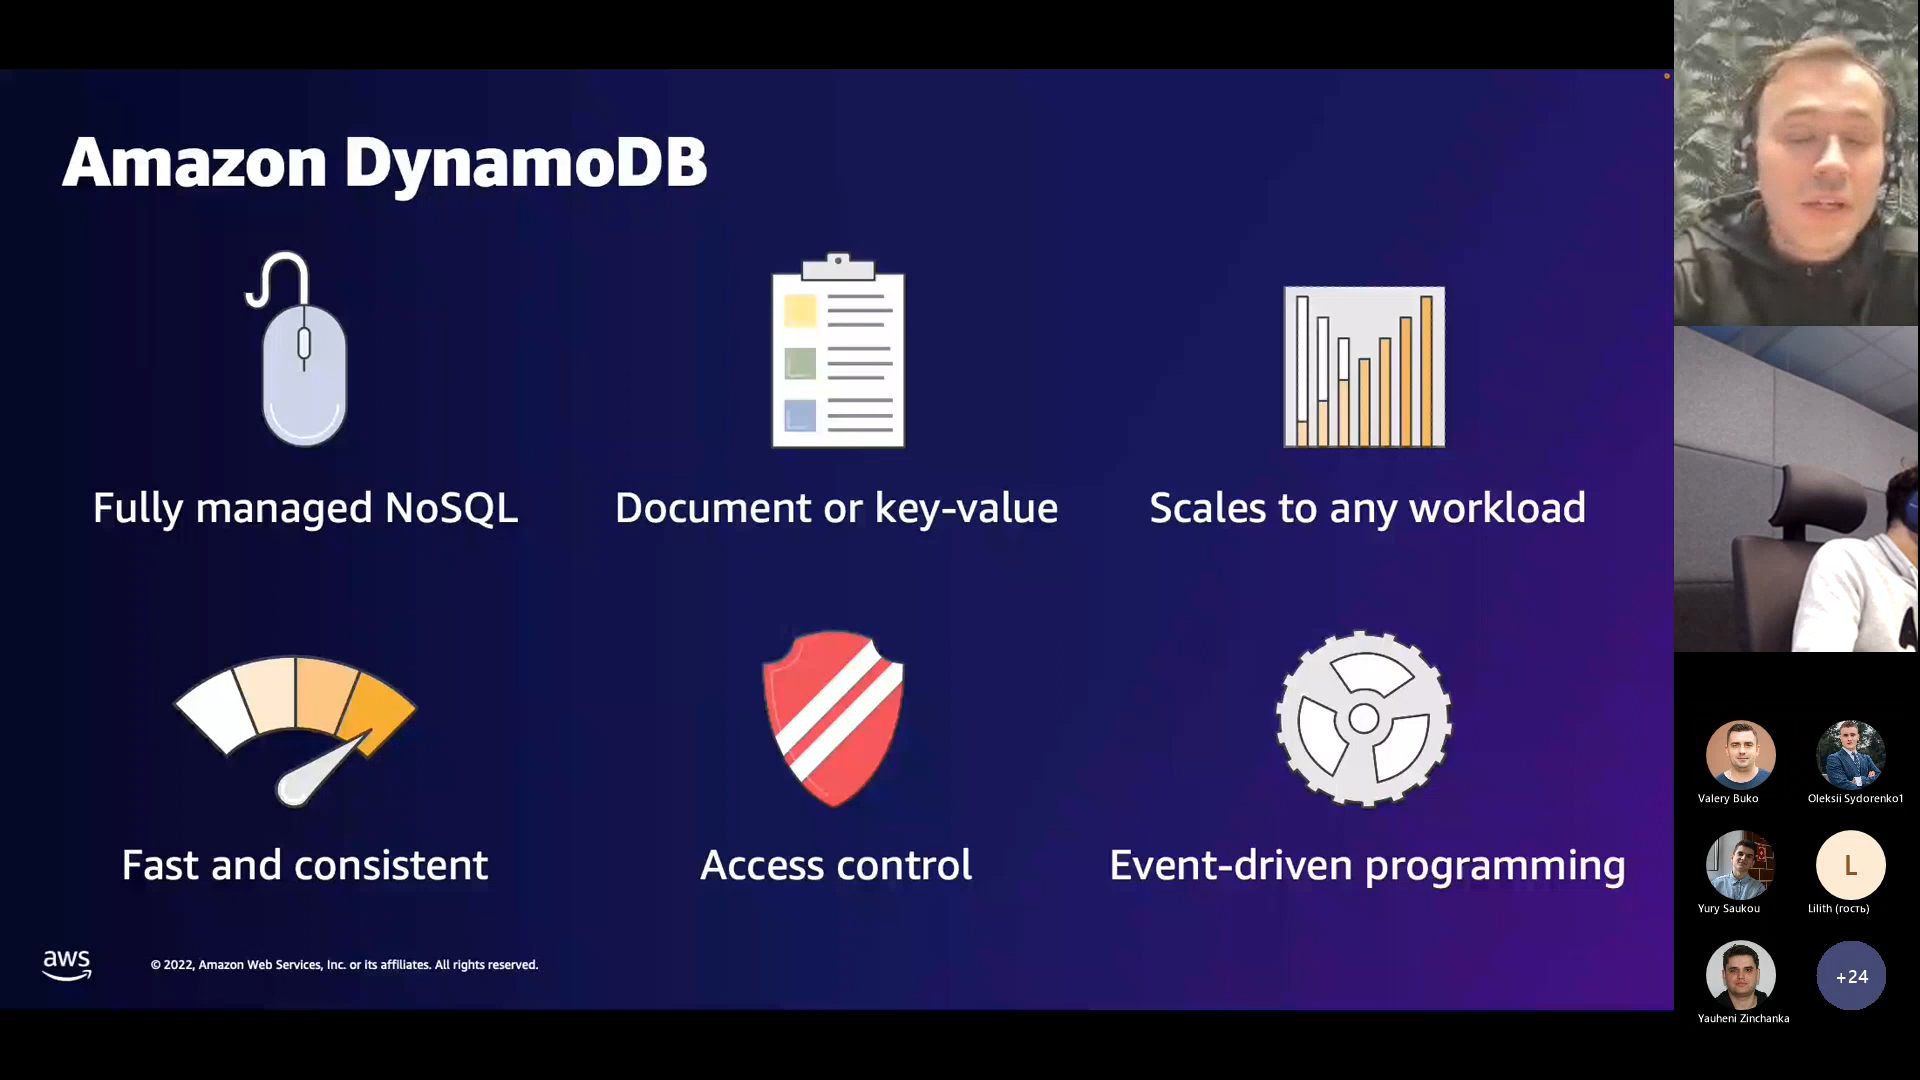 Amazon DynamoDB
Fully managed NoSQL
Document or key-value
Scales to any workload
Fast and consistent
Access control
Event-driven programming
aws
© 2022, Amazon Web Services, Inc. or its affiliates. All rights reserved.
Valery Buko
Oleksii Sydorenko1
Yury Saukou
L
Lilith (гость)
Yauheni Zinchanka
+24